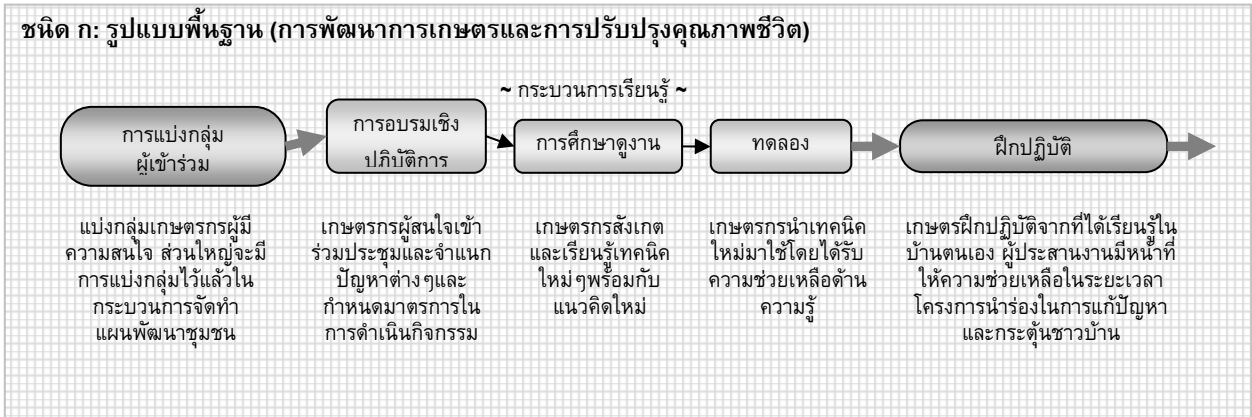 ชนิด ก: รูปแบบพื้นฐาน (การพัฒนาการเกษตรและการปรับปรุงคุณภาพชีวิต)
~ กระบวนการเรียนรู้ ~
การแบ่งกลุ่ม
ผู้เข้าร่วม
การอบรมเชิง
ปฏิบัติการ
การศึกษาดูงาน
ทดลอง
ฝึกปฏิบัติ
แบ่งกลุ่มเกษตรกรผู้มี
ความสนใจ ส่วนใหญ่จะมี
การแบ่งกลุ่มไว้แล้วใน
กระบวนการจัดทำ
แผนพัฒนาชุมชน
เกษตรกรผู้สนใจเข้า
ร่วมประชุมและจำแนก
ปัญหาต่างๆและ
กำหนดมาตรการใน
การดำเนินกิจกรรม
เกษตรกรสังเกต
และเรียนรู้เทคนิค
ใหม่ๆพร้อมกับ
แนวคิดใหม่
เกษตรกรนำเทคนิค
ใหม่มาใช้โดยได้รับ
ความช่วยเหลือด้าน
ความรู้
เกษตรฝึกปฏิบัติจากที่ได้เรียนรู้ใน
บ้านตนเอง ผู้ประสานงานมีหน้าที่
ให้ความช่วยเหลือในระยะเวลา
โครงการนำร่องในการแก้ปัญหา
และกระตุ้นชาวบ้าน